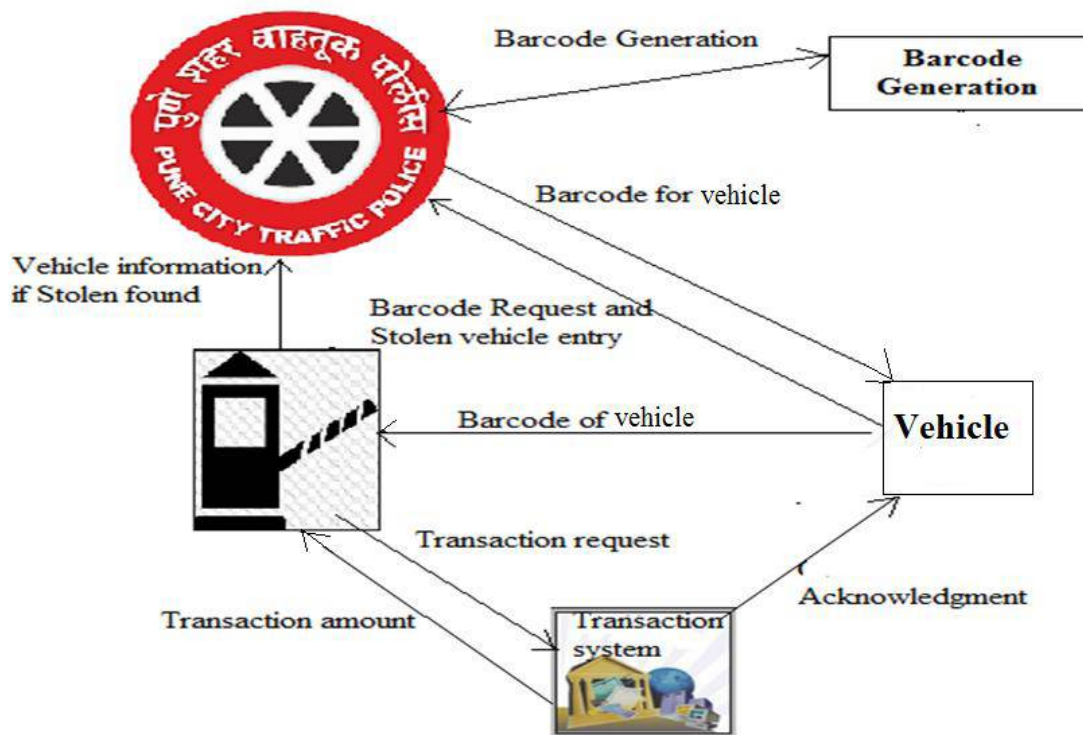 पुणे शहर वाहतूक पोलीस
PUNE CITY TRAFFIC POLICE
Barcode Generation
Barcode
Generation
Barcode for vehicle
Vehicle information
if Stolen found
Barcode Request and
Stolen vehicle entry
Barcode of vehicle
Vehicle
Transaction request
Transaction amount
Acknowledgment
Transaction
system